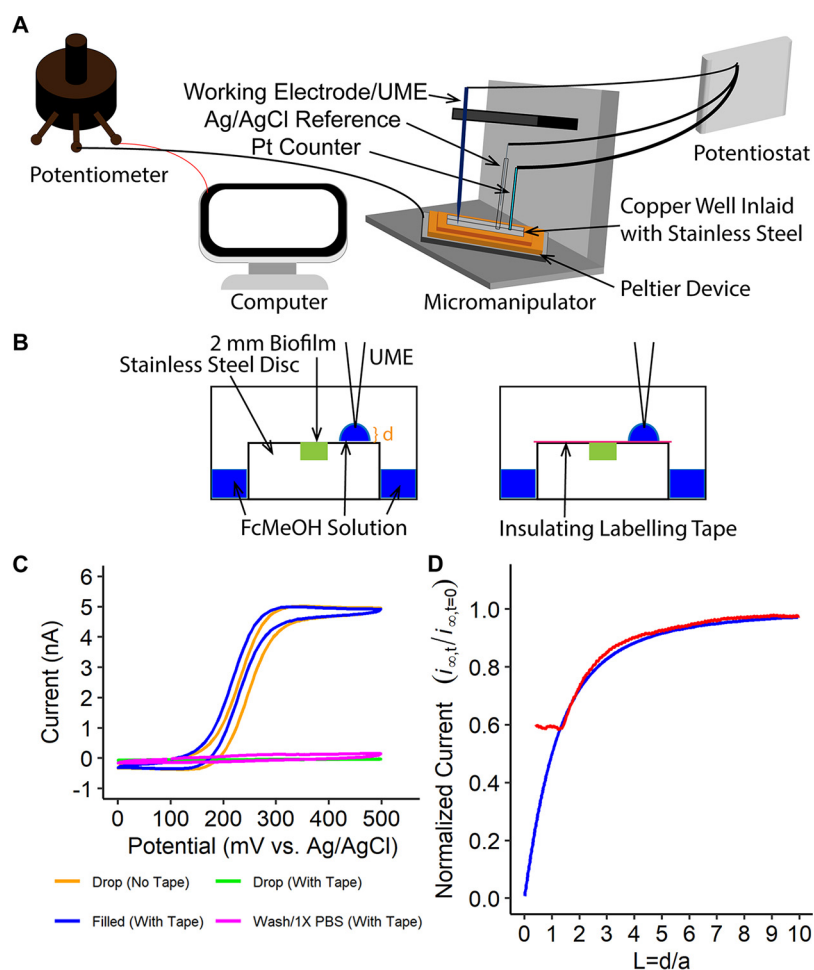 A
Working Electrode/UME
Ag/AgCl Reference
Pt Counter
Potentiometer
Potentiostat
Copper Well Inlaid
with Stainless Steel
Computer
Micromanipulator
Peltier Device
B
2 mm Biofilm
Stainless Steel Disc
UME
d
FcMeOH Solution
Insulating Labelling Tape
C
6
5
4
3
2
1
0
-1
Current (nA)
0 100 200 300 400 500
Potential (mV vs. Ag/AgCl)
Drop (No Tape)
Drop (With Tape)
Filled (With Tape)
Wash/1X PBS (With Tape)
D
Normalized Current (i∞,t/i∞,t=0)
1.0
0.8
0.6
0.4
0.2
0.0
0 1 2 3 4 5 6 7 8 9 10
L=d/a